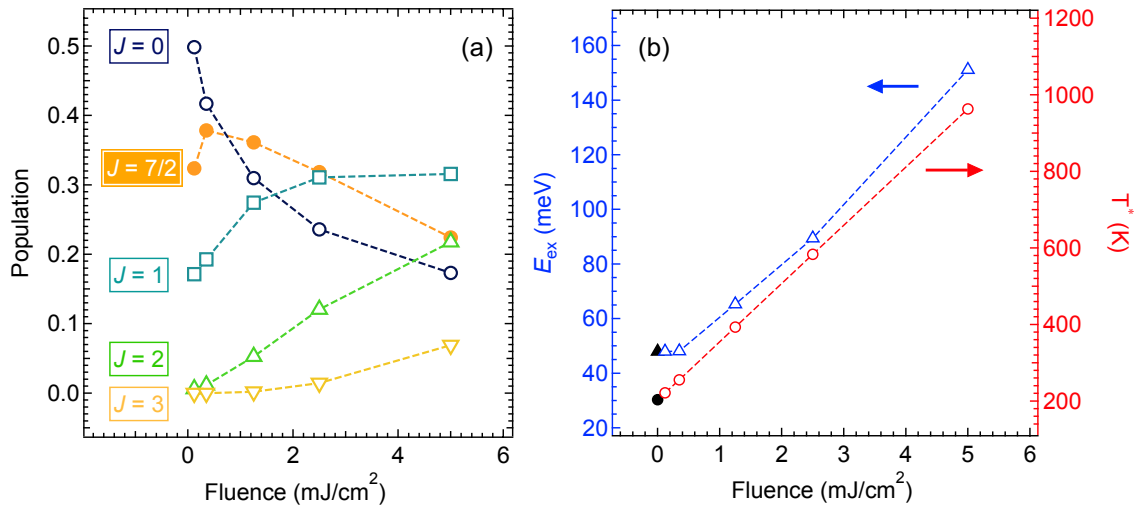 (a)
J = 0
J = 7/2
J = 1
J = 2
J = 3
0.5
0.4
0.3
0.2
0.1
0.0
Population
0 2 4 6
Fluence (mJ/cm²)
(b)
160
140
120
100
80
60
40
30
20
E_ex (meV)
1200
1000
800
600
400
200
T* (K)
0 1 2 3 4 5 6
Fluence (mJ/cm²)